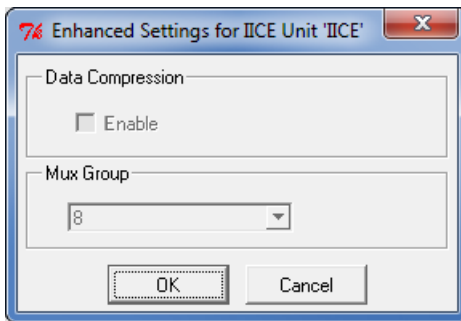 Enhanced Settings for IICE Unit 'IICE'
Data Compression
Enable
Mux Group
8
OK
Cancel